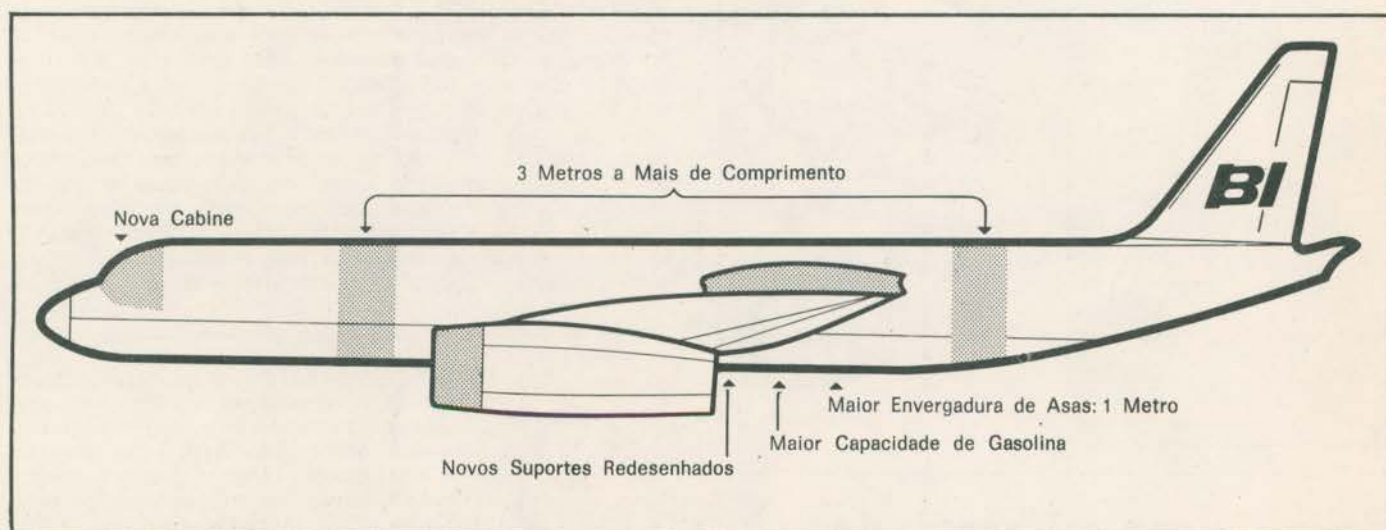 3 Metros a Mais de Comprimento
Nova Cabine
BI
Maior Envergadura de Asas: 1 Metro
Maior Capacidade de Gasolina
Novos Suportes Redesenhados